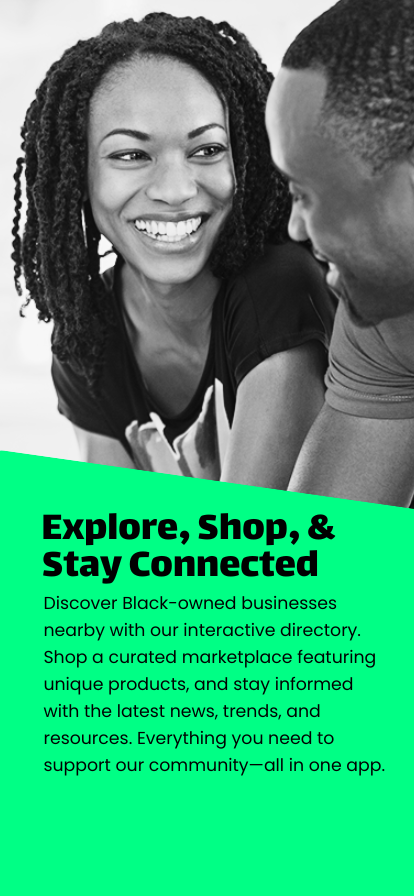 Explore, Shop, &
Stay Connected
Discover Black-owned businesses
nearby with our interactive directory.
Shop a curated marketplace featuring
unique products, and stay informed
with the latest news, trends, and
resources. Everything you need to
support our community—all in one app.